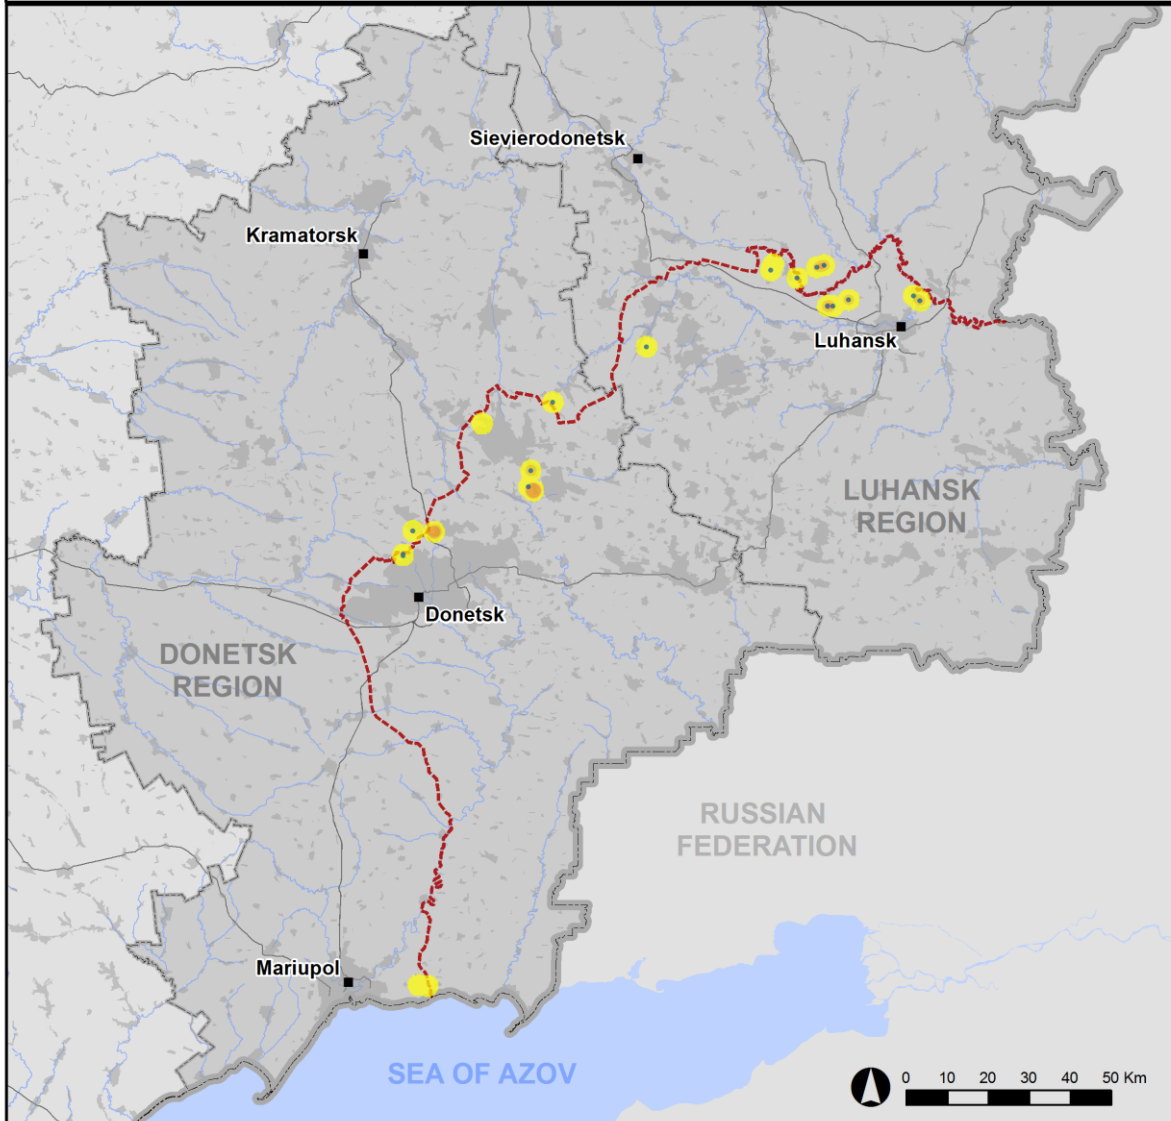 Sievierodonetsk
Kramatorsk
Luhansk
LUHANSK
REGION
Donetsk
DONETSK
REGION
RUSSIAN
FEDERATION
Mariupol
SEA OF AZOV
0 10 20 30 40 50 Km